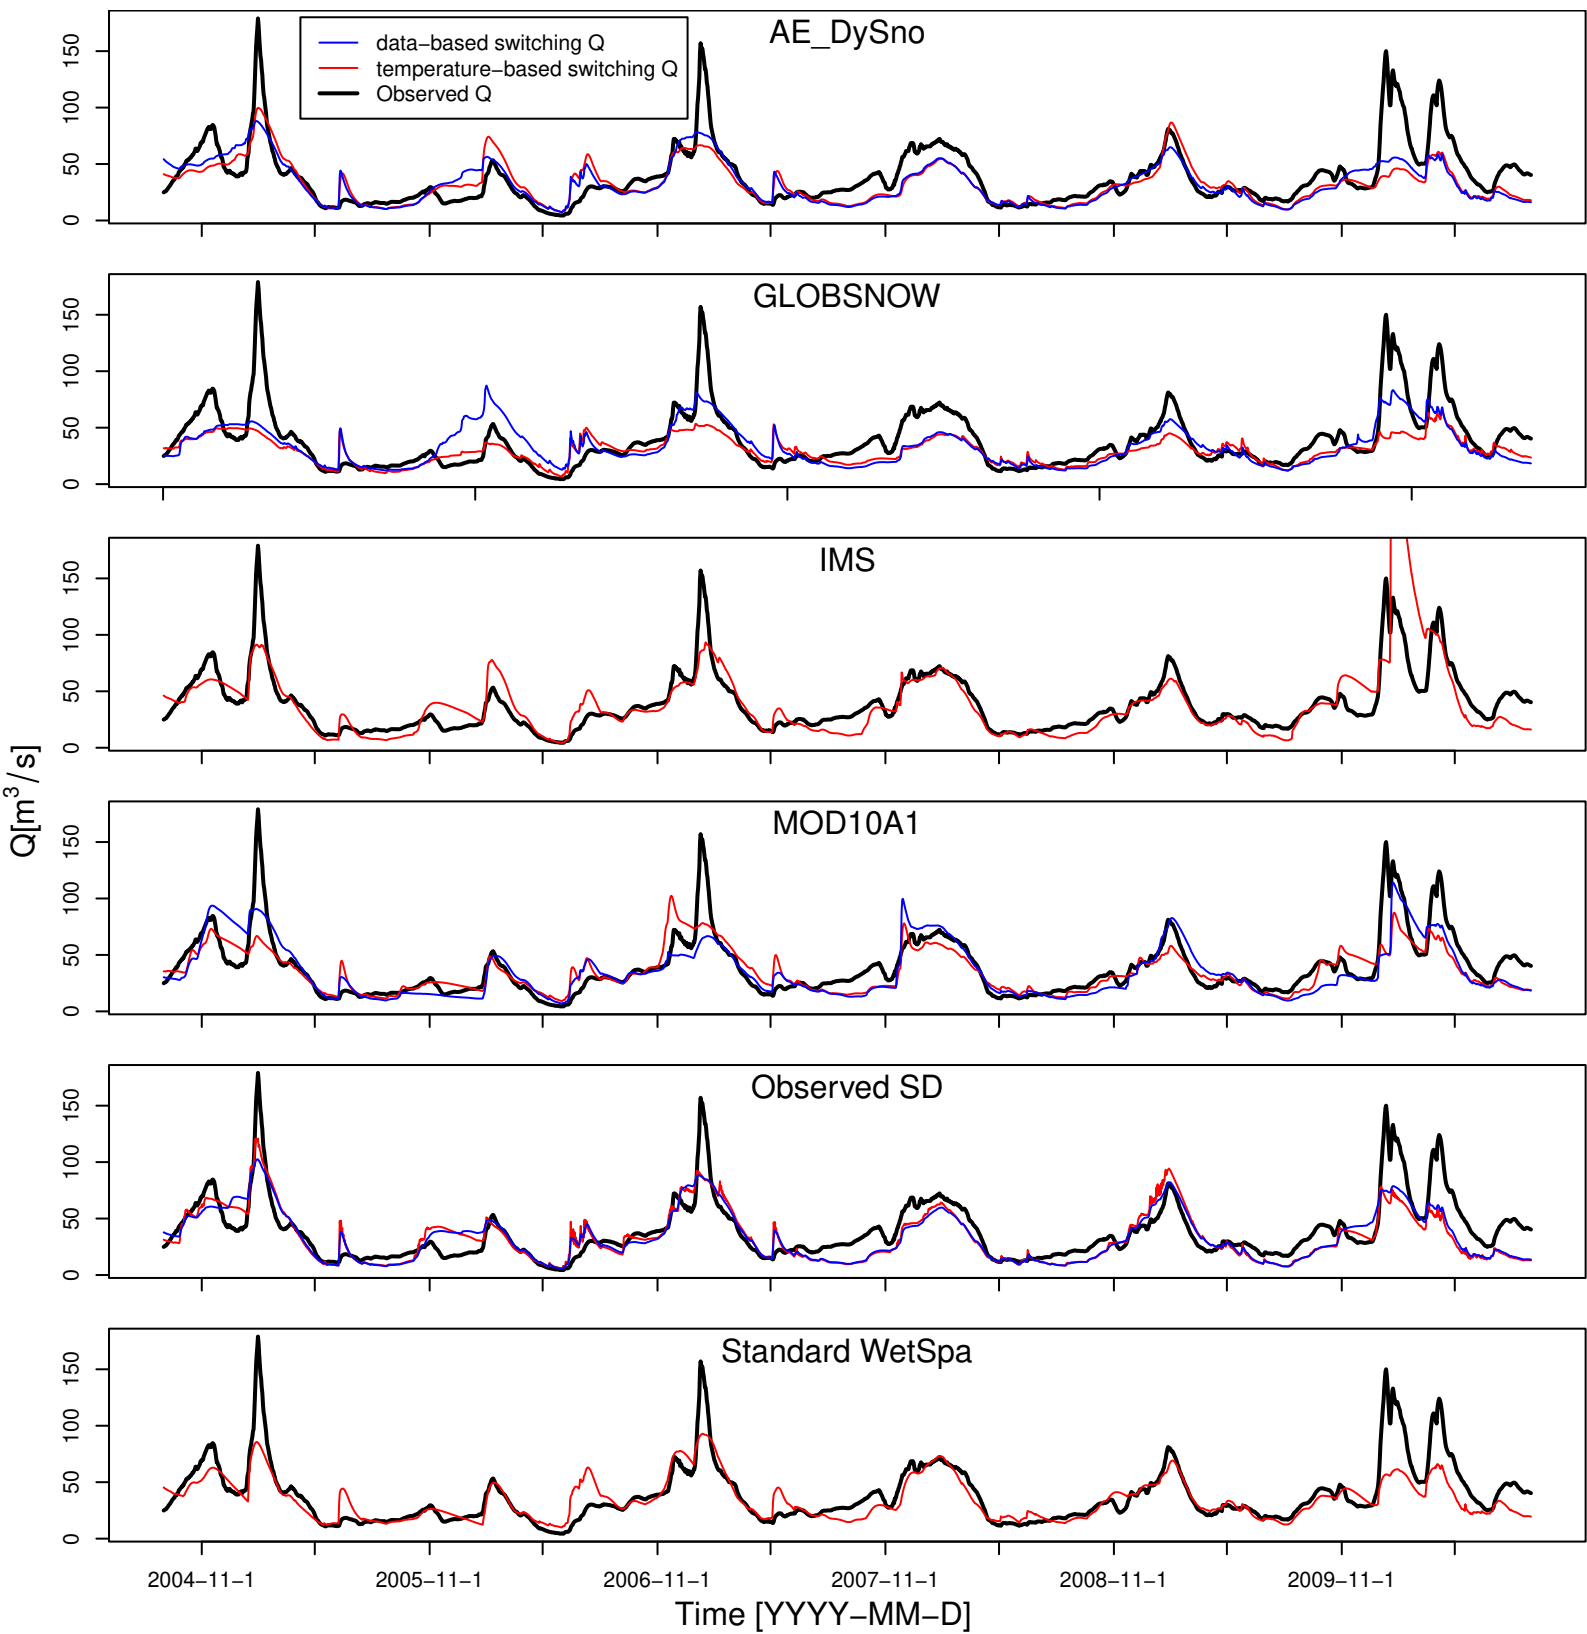 AE_DySno
data−based switching Q
temperature−based switching Q
Observed Q
150
100
50
0
GLOBSNOW
150
100
50
0
IMS
150
100
50
0
Q[m³/s]
MOD10A1
150
100
50
0
Observed SD
150
100
50
0
Standard WetSpa
150
100
50
0
2004−11−1 2005−11−1 2006−11−1 2007−11−1 2008−11−1 2009−11−1
Time [YYYY−MM−D]